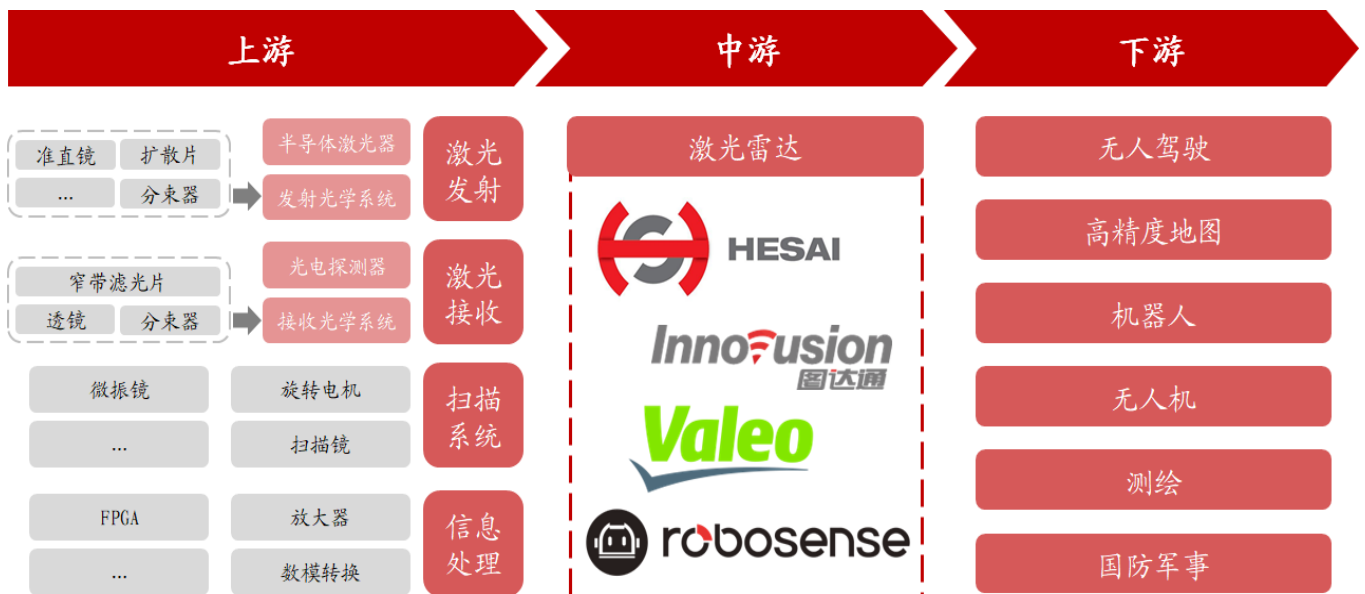 上游
中游
下游
准直镜
扩散片
...
分束器
半导体激光器
发射光学系统
激光
发射
窄带滤光片
透镜
分束器
光电探测器
接收光学系统
激光
接收
微振镜
旋转电机
...
扫描镜
扫描
系统
FPGA
放大器
...
数模转换
信息
处理
激光雷达
HESAI
Innofusion
图达通
Valeo
robosense
无人驾驶
高精度地图
机器人
无人机
测绘
国防军事